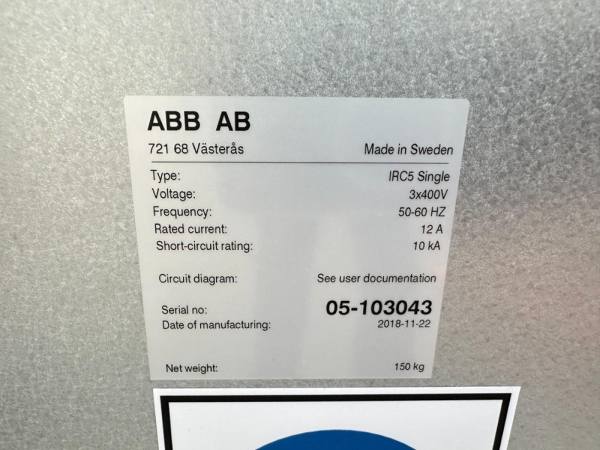 ABB AB
721 68 Västerås Made in Sweden
Type: IRC5 Single
Voltage: 3x400V
Frequency: 50-60 HZ
Rated current: 12 A
Short-circuit rating: 10 kA
Circuit diagram: See user documentation
Serial no: 05-103043
Date of manufacturing: 2018-11-22
Net weight: 150 kg